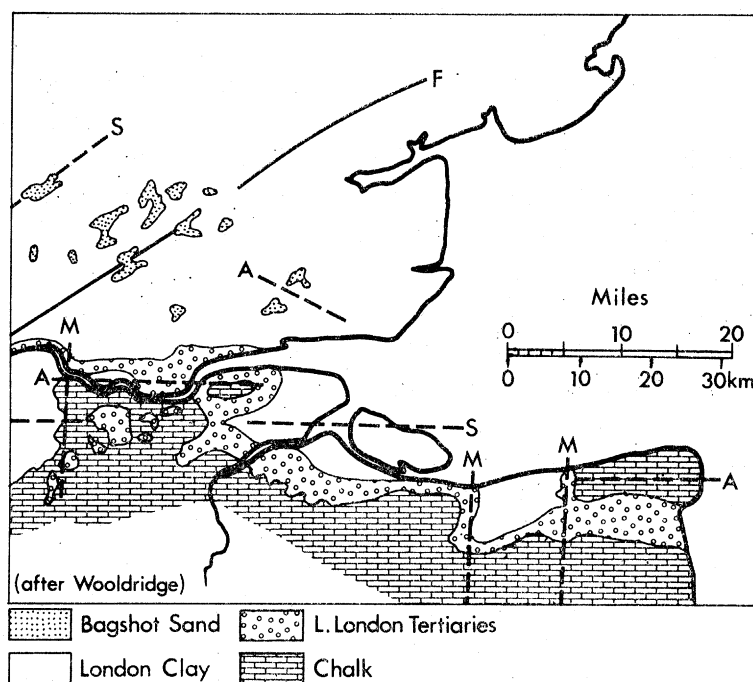 F
S
A
Miles
0 10 20
0 10 20 30km
M
A
S
M M
A
(after Wooldridge)
Bagshot Sand L. London Tertiaries
London Clay Chalk